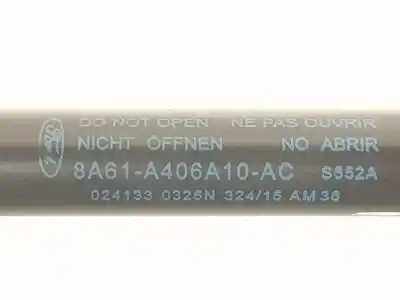 DO NOT OPEN NE PAS OUVRIR
NICHT ÖFFNEN NO ABRIR
8A61-A406A10-AC S652A
024133 0325N 324/15 AM 36